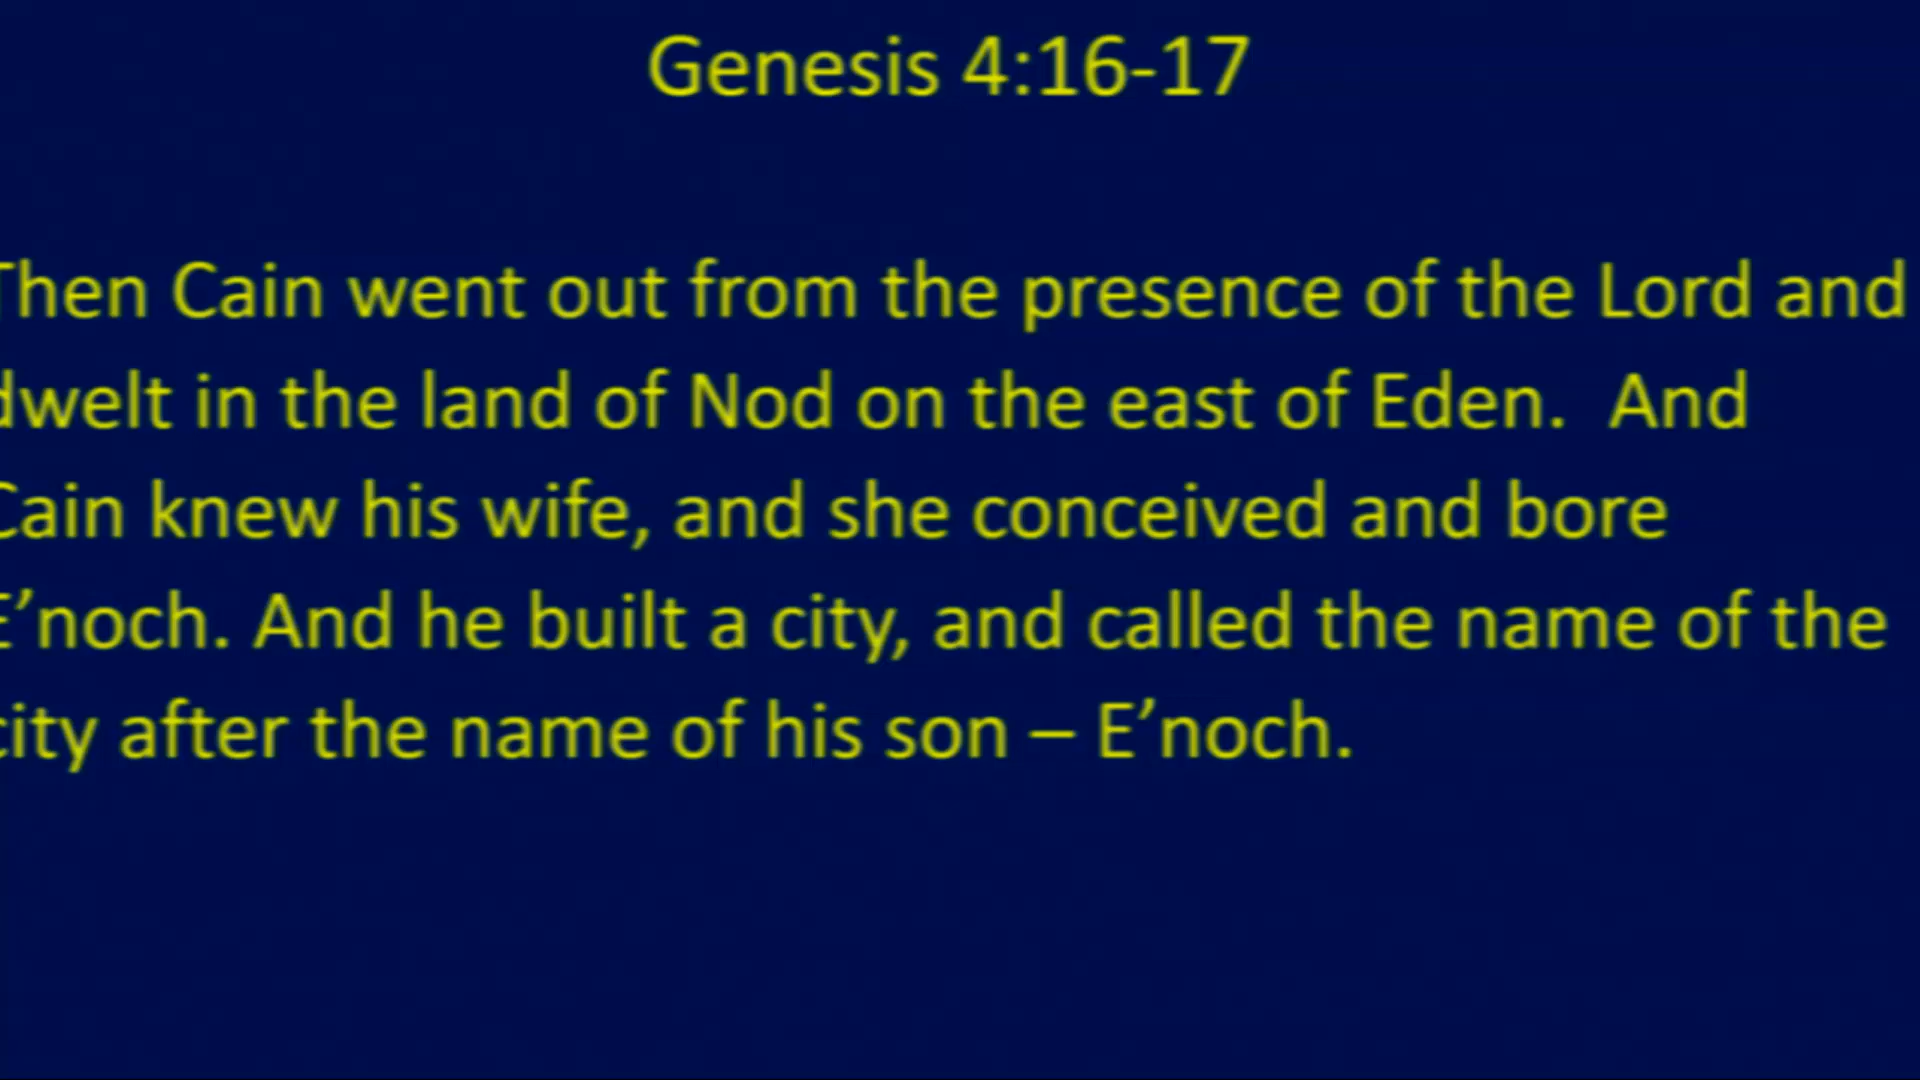 Genesis 4:16-17
Then Cain went out from the presence of the Lord and
dwelt in the land of Nod on the east of Eden.  And
Cain knew his wife, and she conceived and bore
E’noch. And he built a city, and called the name of the
city after the name of his son – E’noch.